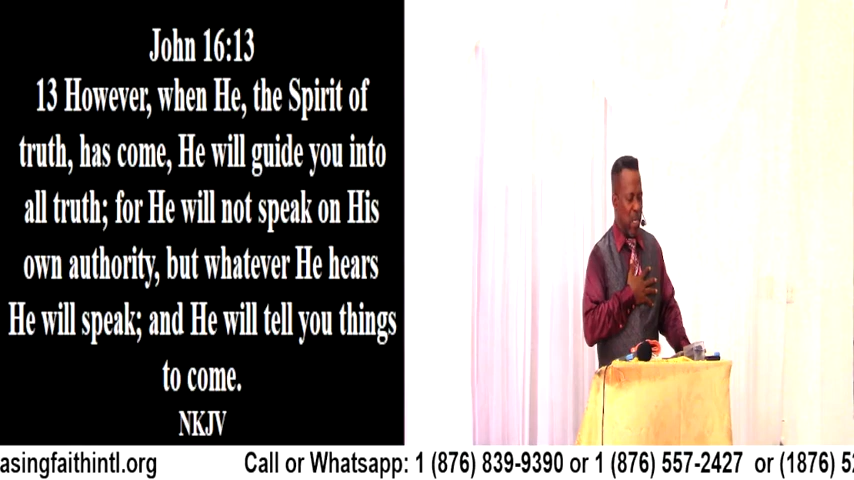 John 16:13
13 However, when He, the Spirit of
truth, has come, He will guide you into
all truth; for He will not speak on His
own authority, but whatever He hears
He will speak; and He will tell you things
to come.
NKJV
asingfaithintl.org Call or Whatsapp: 1 (876) 839-9390 or 1 (876) 557-2427 or (1876) 52